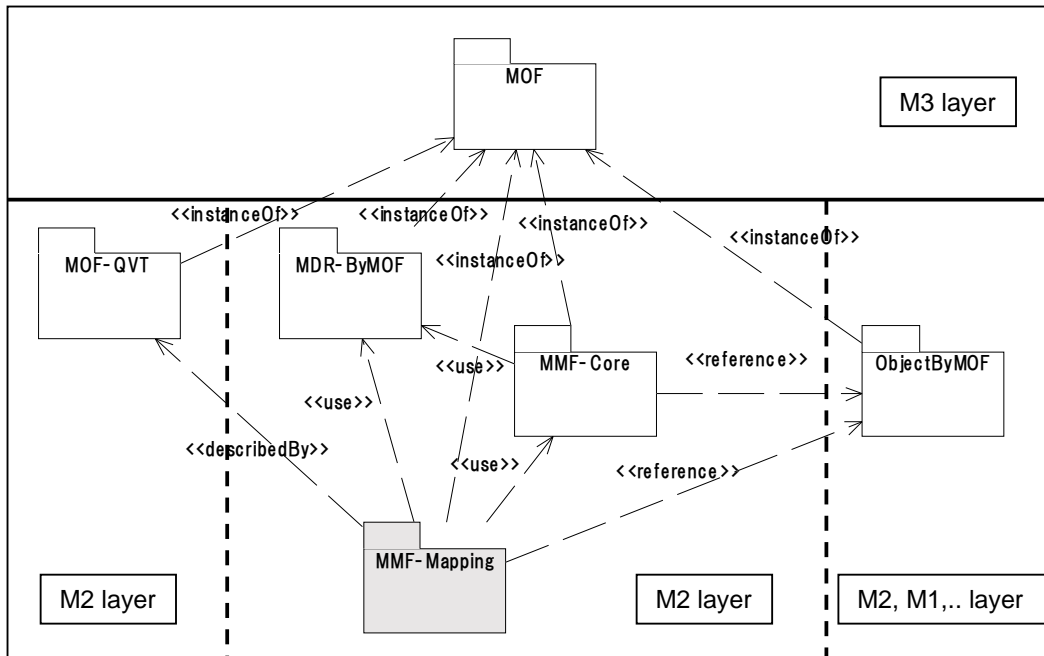 MOF
M3 layer
<<instanceOf>>
<<instanceOf>>
<<instanceOf>>
<<instanceOf>>
<<instanceOf>>
MOF-QVT
MDR-ByMOF
MMF-Core
ObjectByMOF
<<use>>
<<reference>>
<<use>>
<<describedBy>>
<<use>>
<<reference>>
MMF-Mapping
M2 layer
M2 layer
M2, M1,.. layer